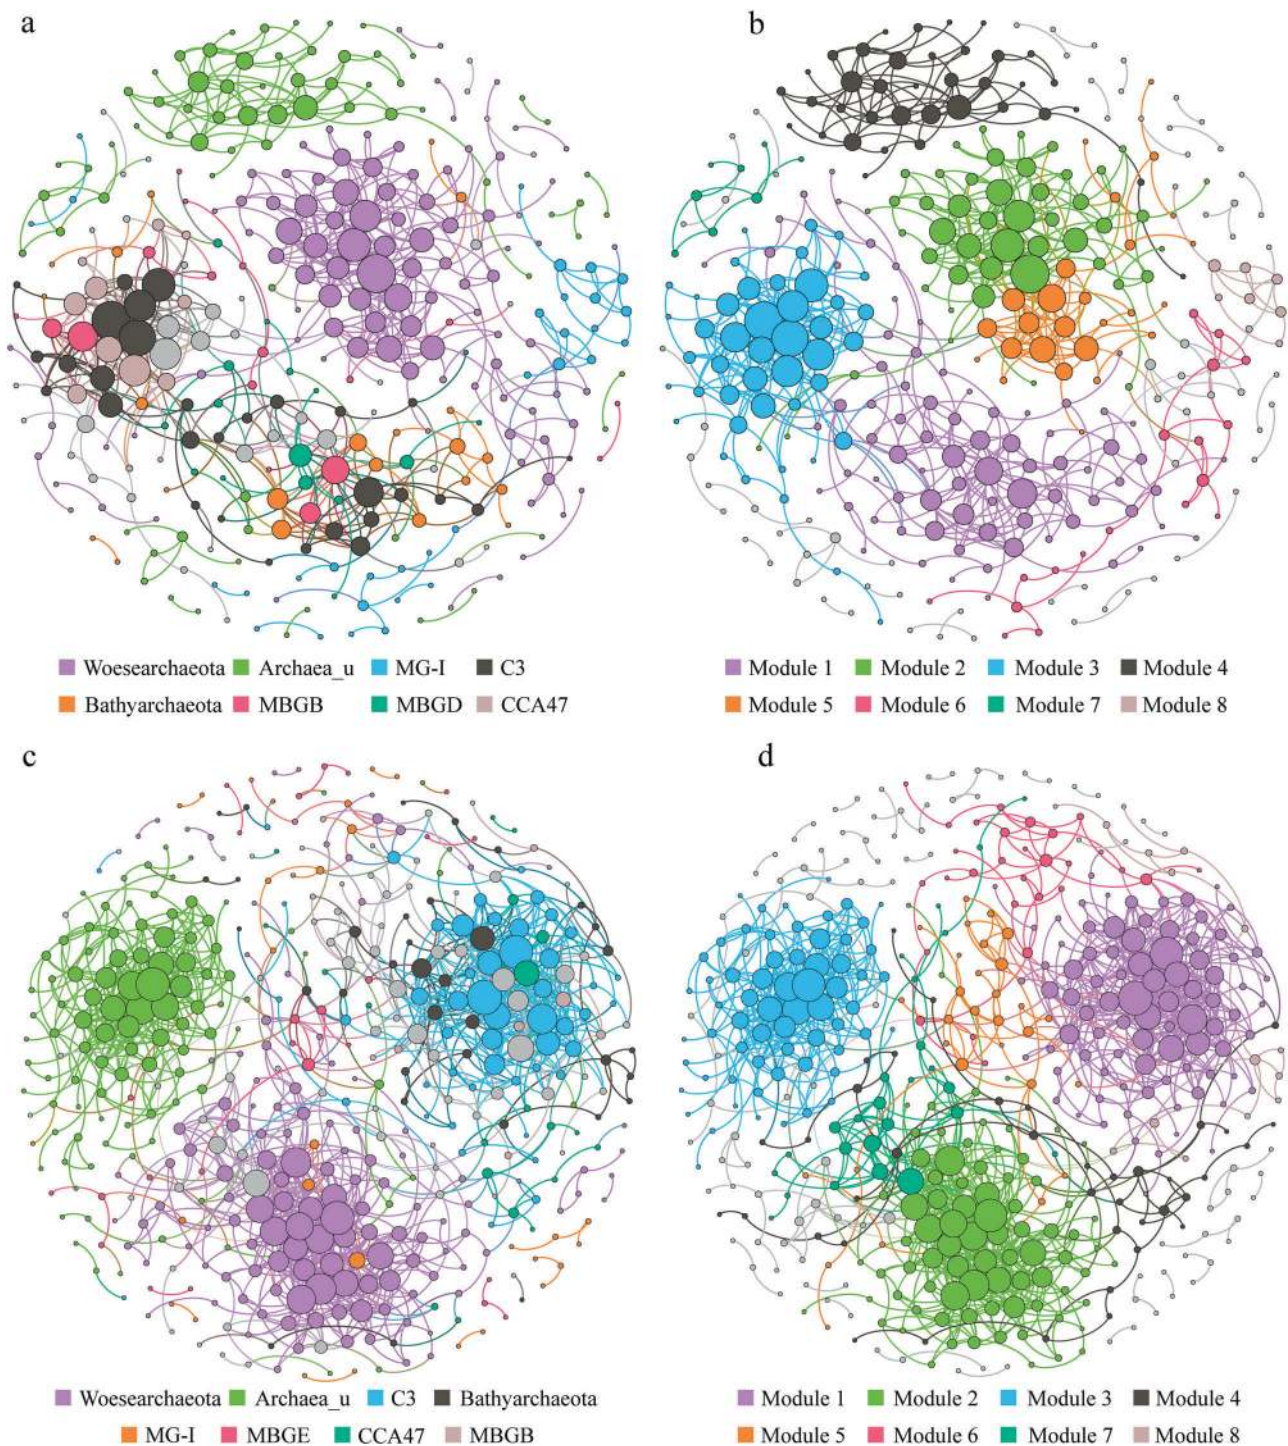 a
b
Woesearchaeota Archaea_u MG-I C3
Bathyarchaeota MBGB MBGD CCA47
Module 1 Module 2 Module 3 Module 4
Module 5 Module 6 Module 7 Module 8
c
d
Woesearchaeota Archaea_u C3 Bathyarchaeota
MG-I MBGE CCA47 MBGB
Module 1 Module 2 Module 3 Module 4
Module 5 Module 6 Module 7 Module 8